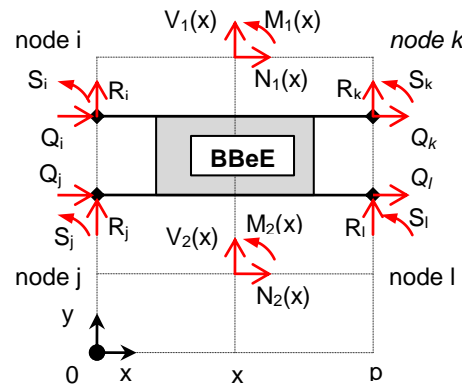 V1(x) M1(x)
node i node k
N1(x)
Si Ri Rk Sk
Qi Qk
BBeE
Qj Ql
Sj Rj V2(x) M2(x) Rl Sl
node j node l
N2(x)
y
x
0 x p